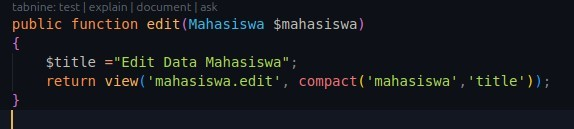 tabnine: test | explain | document | ask
public function edit(Mahasiswa $mahasiswa)
{
    $title ="Edit Data Mahasiswa";
    return view('mahasiswa.edit', compact('mahasiswa','title'));
}